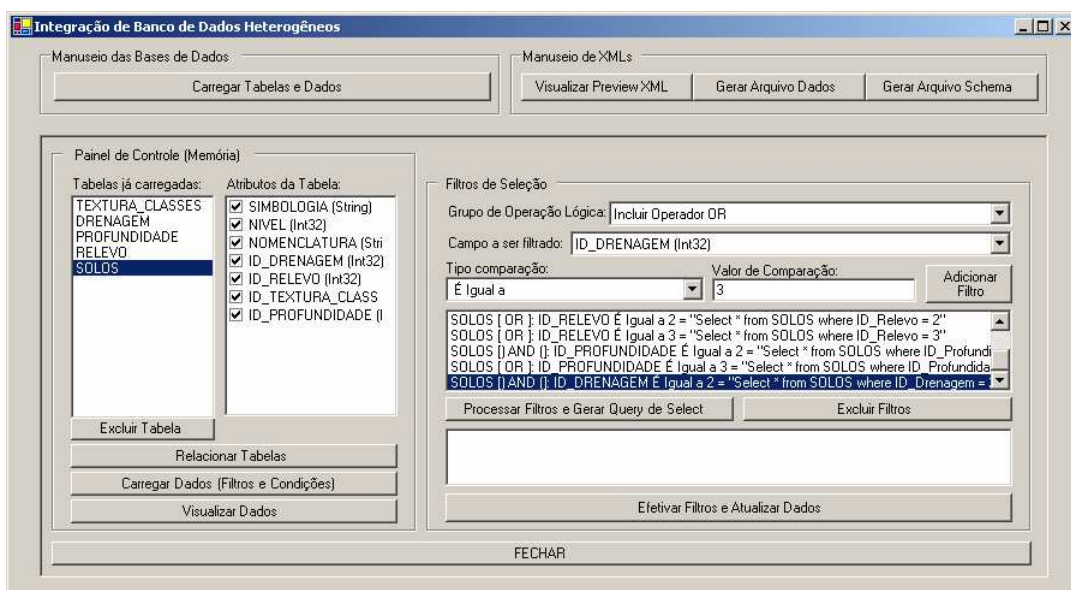 Integração de Banco de Dados Heterogêneos
Manuseio das Bases de Dados
Carregar Tabelas e Dados
Manuseio de XMLs
Visualizar Preview XML
Gerar Arquivo Dados
Gerar Arquivo Schema
Painel de Controle (Memória)
Tabelas já carregadas:
TEXTURA_CLASSES
DRENAGEM
PROFUNDIDADE
RELEVO
SOLOS
Atributos da Tabela:
SIMBOLOGIA (String)
NIVEL (Int32)
NOMENCLATURA (Stri
ID_DRENAGEM (Int32)
ID_RELEVO (Int32)
ID_TEXTURA_CLASS
ID_PROFUNDIDADE (I
Excluir Tabela
Relacionar Tabelas
Carregar Dados (Filtros e Condições)
Visualizar Dados
Filtros de Seleção
Grupo de Operação Lógica: Incluir Operador OR
Campo a ser filtrado: ID_DRENAGEM (Int32)
Tipo comparação:
É Igual a
Valor de Comparação:
3
Adicionar
Filtro
SOLOS [ OR ]: ID_RELEVO É Igual a 2 = "Select * from SOLOS where ID_Relevo = 2"
SOLOS [ OR ]: ID_RELEVO É Igual a 3 = "Select * from SOLOS where ID_Relevo = 3"
SOLOS [) AND (]: ID_PROFUNDIDADE É Igual a 2 = "Select * from SOLOS where ID_Profundi
SOLOS [ OR ]: ID_PROFUNDIDADE É Igual a 3 = "Select * from SOLOS where ID_Profundida
SOLOS [) AND (]: ID_DRENAGEM É Igual a 2 = "Select * from SOLOS where ID_Drenagem =
Processar Filtros e Gerar Query de Select
Excluir Filtros
Efetivar Filtros e Atualizar Dados
FECHAR